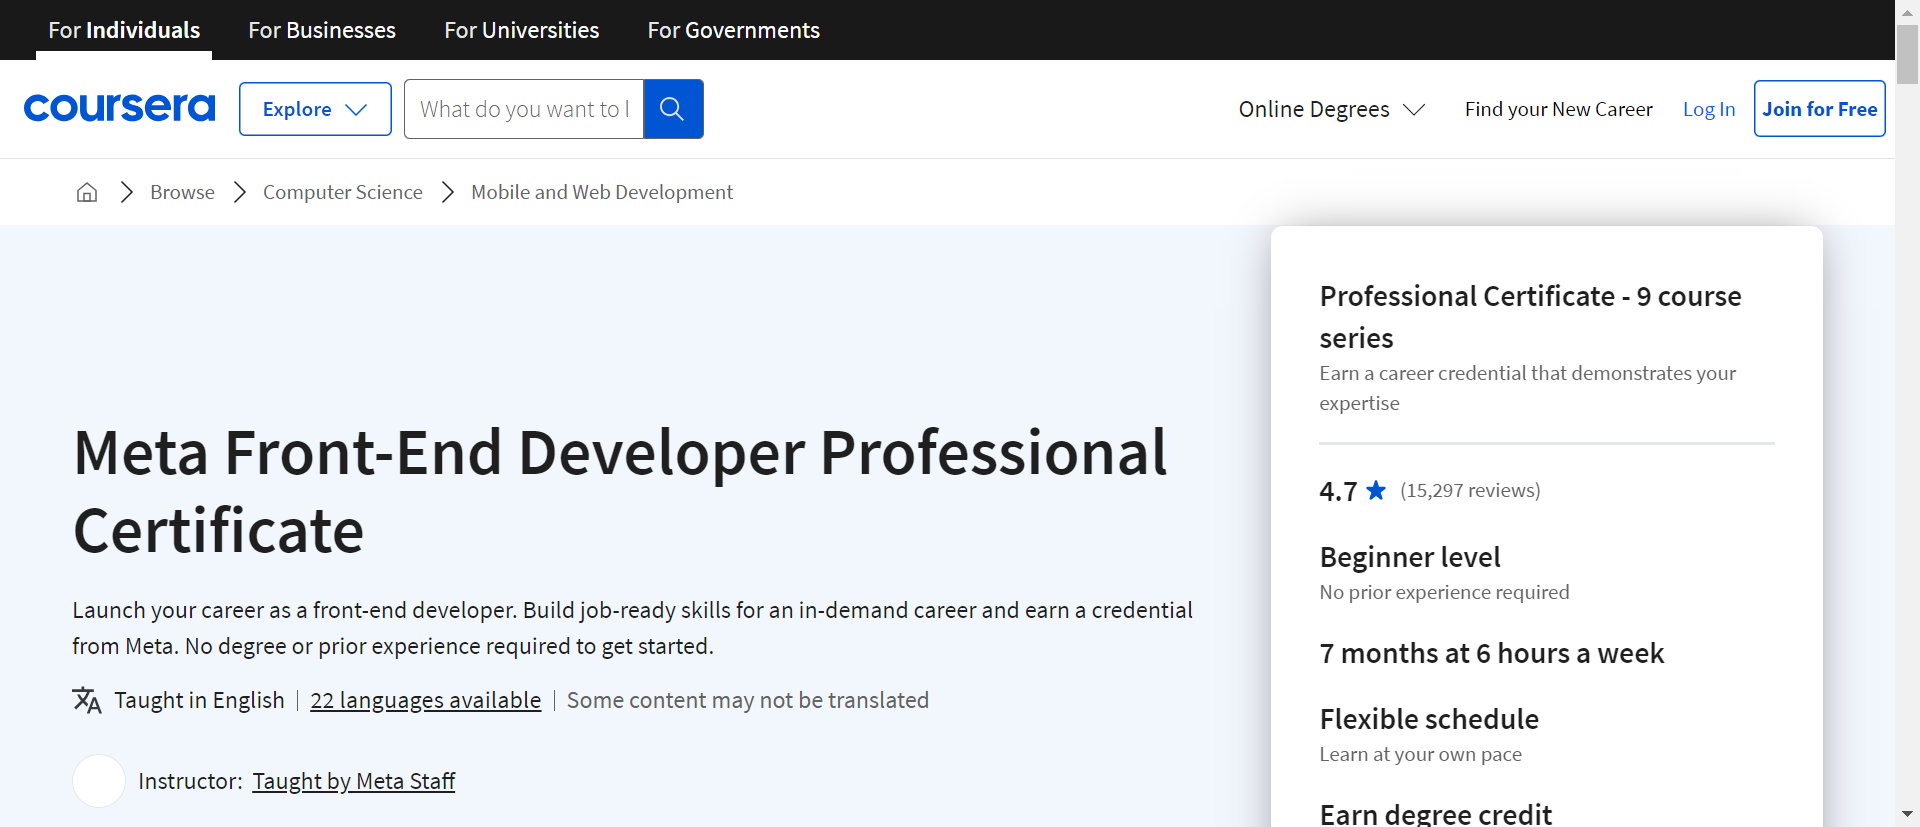 For Individuals For Businesses For Universities For Governments
coursera Explore What do you want to l Online Degrees Find your New Career Log In Join for Free
Browse Computer Science Mobile and Web Development
Meta Front-End Developer Professional
Certificate
Launch your career as a front-end developer. Build job-ready skills for an in-demand career and earn a credential
from Meta. No degree or prior experience required to get started.
Taught in English 22 languages available Some content may not be translated
Instructor: Taught by Meta Staff
Professional Certificate - 9 course
series
Earn a career credential that demonstrates your
expertise
4.7 (15,297 reviews)
Beginner level
No prior experience required
7 months at 6 hours a week
Flexible schedule
Learn at your own pace
Earn degree credit